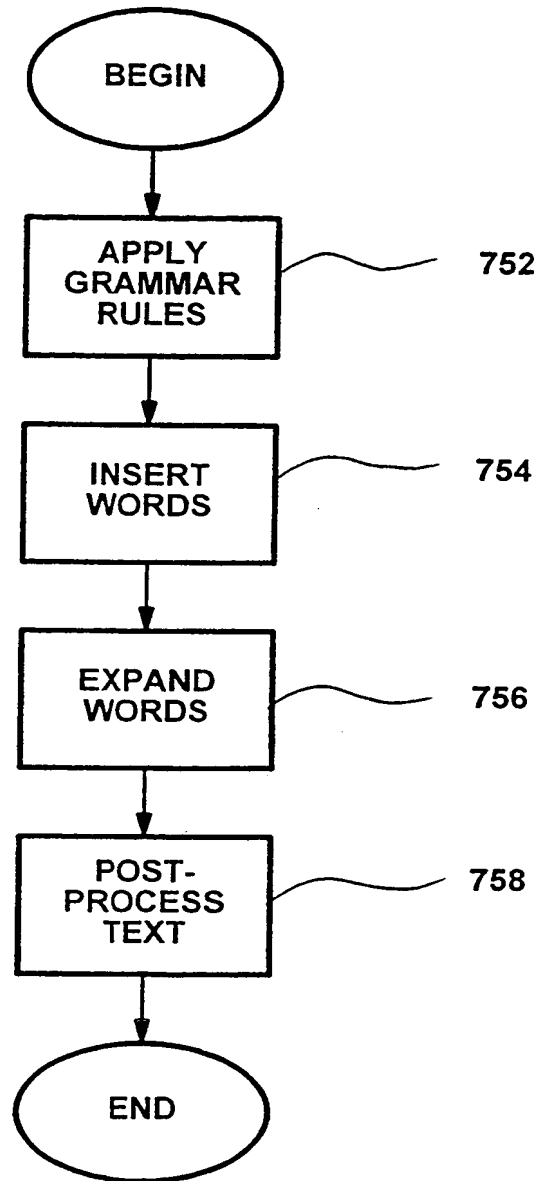 BEGIN
APPLY
GRAMMAR
RULES
752
INSERT
WORDS
754
EXPAND
WORDS
756
POST-
PROCESS
TEXT
758
END